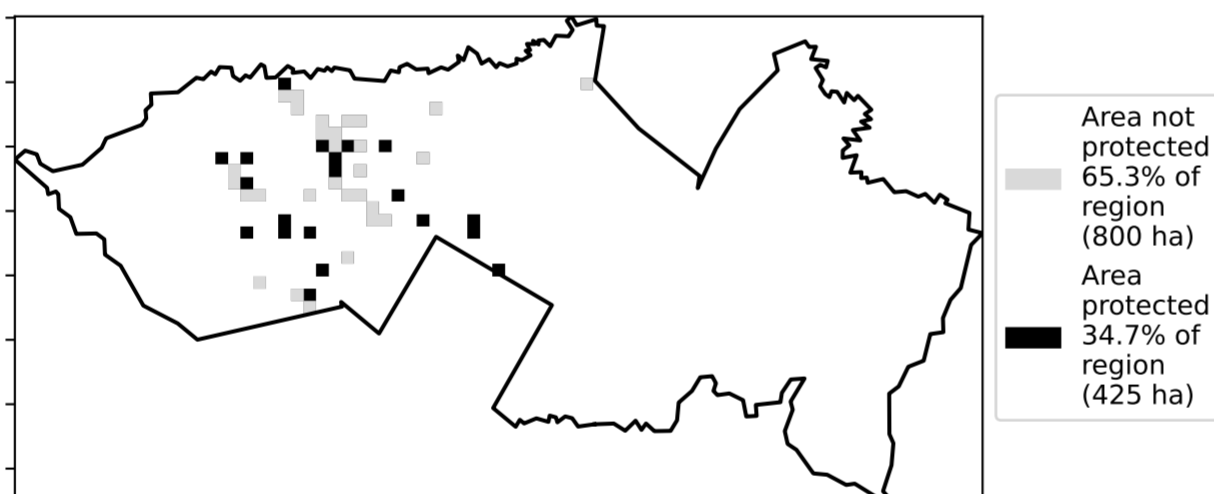 Area not
protected
65.3% of
region
(800 ha)
Area
protected
34.7% of
region
(425 ha)